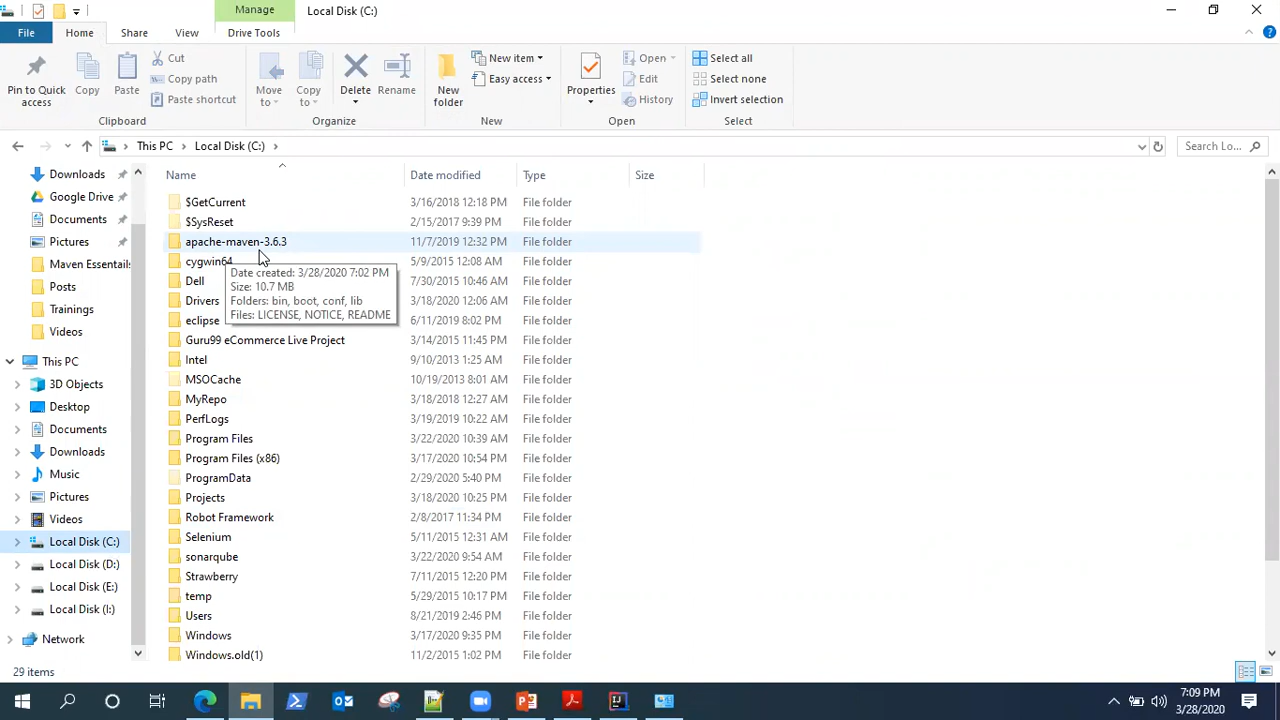 Manage
Local Disk (C:)
File Home Share View Drive Tools
Pin to Quick access
Copy
Paste
Cut
Copy path
Paste shortcut
Clipboard
Move to
Copy to
Delete
Rename
Organize
New folder
New item
Easy access
New
Properties
Open
Edit
History
Open
Select all
Select none
Invert selection
Select
This PC > Local Disk (C:) >
Search Lo...
Downloads
Google Drive
Documents
Pictures
Maven Essentials
Posts
Trainings
Videos
This PC
3D Objects
Desktop
Documents
Downloads
Music
Pictures
Videos
Local Disk (C:)
Local Disk (D:)
Local Disk (E:)
Local Disk (I:)
Network
Name Date modified Type Size
$GetCurrent 3/16/2018 12:18 PM File folder
$SysReset 2/15/2017 9:39 PM File folder
apache-maven-3.6.3 11/7/2019 12:32 PM File folder
cygwin64 5/9/2015 12:08 AM File folder
Dell 7/30/2015 10:46 AM File folder
Drivers 3/18/2020 12:06 AM File folder
eclipse 6/11/2019 8:02 PM File folder
Guru99 eCommerce Live Project 3/14/2015 11:45 PM File folder
Intel 9/10/2013 1:25 AM File folder
MSOCache 10/19/2013 8:01 AM File folder
MyRepo 3/18/2018 12:27 AM File folder
PerfLogs 3/19/2019 10:22 AM File folder
Program Files 3/22/2020 10:39 AM File folder
Program Files (x86) 3/17/2020 10:54 PM File folder
ProgramData 2/29/2020 5:40 PM File folder
Projects 3/18/2020 10:25 PM File folder
Robot Framework 2/8/2017 11:34 PM File folder
Selenium 5/11/2015 12:31 AM File folder
sonarqube 3/22/2020 9:54 AM File folder
Strawberry 7/11/2015 12:20 PM File folder
temp 5/29/2015 10:17 PM File folder
Users 8/21/2019 2:46 PM File folder
Windows 3/17/2020 9:35 PM File folder
Windows.old(1) 11/2/2015 1:02 PM File folder
Date created: 3/28/2020 7:02 PM
Size: 10.7 MB
Folders: bin, boot, conf, lib
Files: LICENSE, NOTICE, README
29 items
7:09 PM
3/28/2020